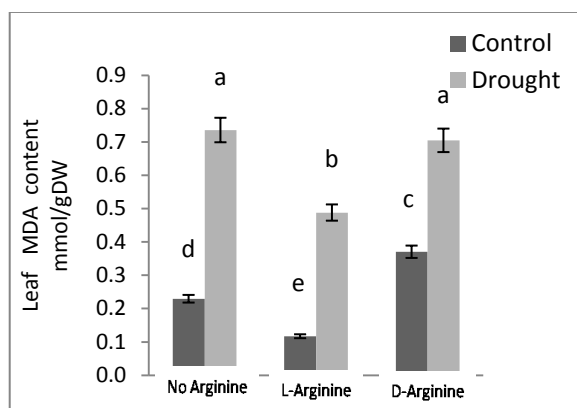 Control
Drought
Leaf MDA content
mmol/gDW
0.9
0.8
0.7
0.6
0.5
0.4
0.3
0.2
0.1
0.0
a
d
b
e
a
c
No Arginine
L-Arginine
D-Arginine